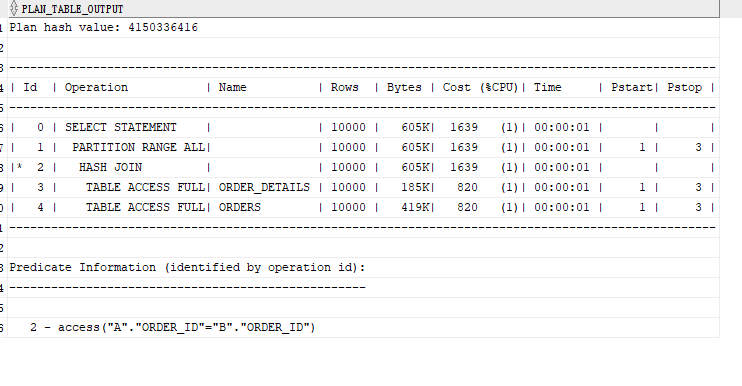 PLAN_TABLE_OUTPUT
1 Plan hash value: 4150336416
2
3 ---------------------------------------------------------------------------------------------------
4 | Id  | Operation            | Name          | Rows  | Bytes | Cost (%CPU)| Time     | Pstart| Pstop |
5 ---------------------------------------------------------------------------------------------------
6 |   0 | SELECT STATEMENT     |               | 10000 |   605K|  1639   (1)| 00:00:01 |       |       |
7 |   1 |  PARTITION RANGE ALL|               | 10000 |   605K|  1639   (1)| 00:00:01 |     1 |     3 |
8 |*  2 |   HASH JOIN          |               | 10000 |   605K|  1639   (1)| 00:00:01 |       |       |
9 |   3 |    TABLE ACCESS FULL| ORDER_DETAILS | 10000 |   185K|   820   (1)| 00:00:01 |     1 |     3 |
0 |   4 |    TABLE ACCESS FULL| ORDERS        | 10000 |   419K|   820   (1)| 00:00:01 |     1 |     3 |
1 ---------------------------------------------------------------------------------------------------
2
3 Predicate Information (identified by operation id):
4 ---------------------------------------------------
5
6    2 - access("A"."ORDER_ID"="B"."ORDER_ID")